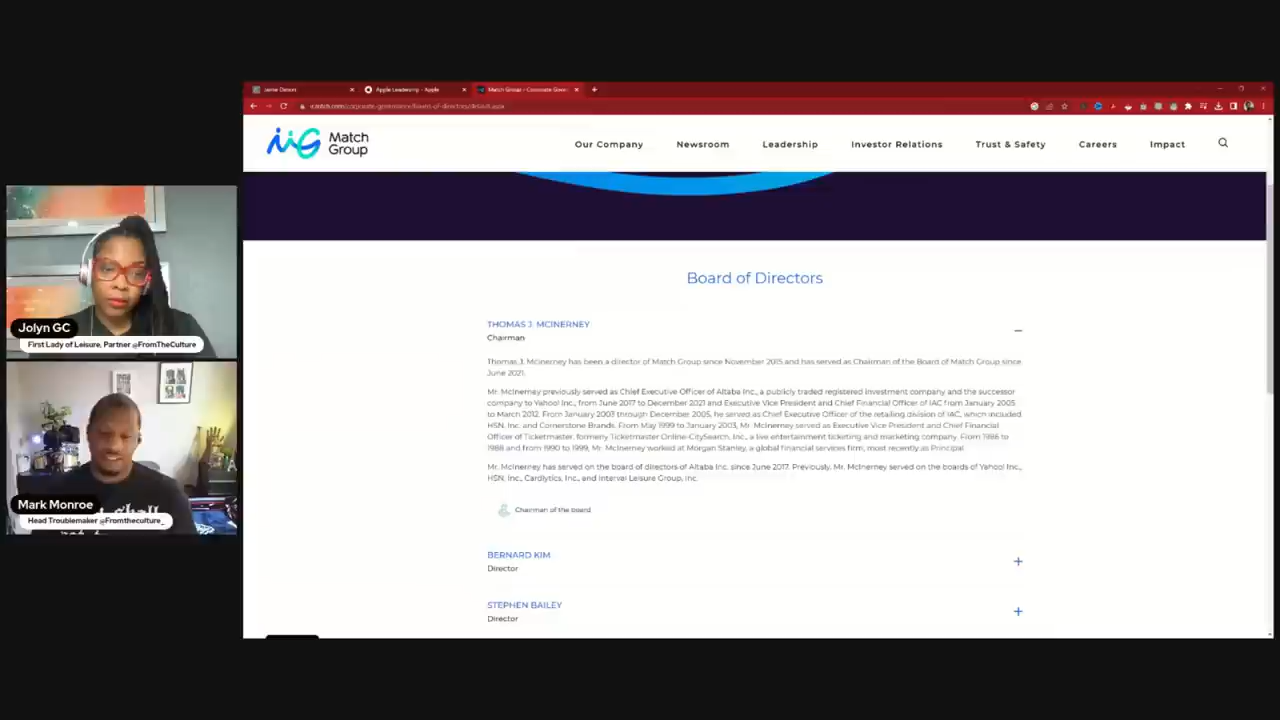 Jamie Dimon
Apple Leadership - Apple
Match Group - Corporate Gover
Match
Group
Our Company
Newsroom
Leadership
Investor Relations
Trust & Safety
Careers
Impact
Board of Directors
THOMAS J. MCINERNEY
Chairman
Thomas J. McInerney has been a director of Match Group since November 2015 and has served as Chairman of the Board of Match Group since
June 2021.
Mr. McInerney previously served as Chief Executive Officer of Altaba Inc., a publicly traded registered investment company and the successor
company to Yahoo! Inc., from June 2017 to December 2021 and Executive Vice President and Chief Financial Officer of IAC from January 2005
to March 2012. From January 2003 through December 2005, he served as Chief Executive Officer of the retailing division of IAC, which included
HSN, Inc. and Cornerstone Brands. From May 1999 to January 2003, Mr. McInerney served as Executive Vice President and Chief Financial
Officer of Ticketmaster, formerly Ticketmaster Online-CitySearch, Inc., a live entertainment ticketing and marketing company. From 1986 to
1988 and from 1990 to 1999, Mr. McInerney worked at Morgan Stanley, a global financial services firm, most recently as Principal
Mr. McInerney has served on the board of directors of Altaba Inc. since June 2017. Previously, Mr. McInerney served on the boards of Yahoo! Inc.,
HSN, Inc., Cardlytics, Inc., and Interval Leisure Group, Inc.
Chairman of the board
BERNARD KIM
Director
STEPHEN BAILEY
Director
Jolyn GC
First Lady of Leisure, Partner @FromTheCulture
Mark Monroe
Head Troublemaker @Fromtheculture_